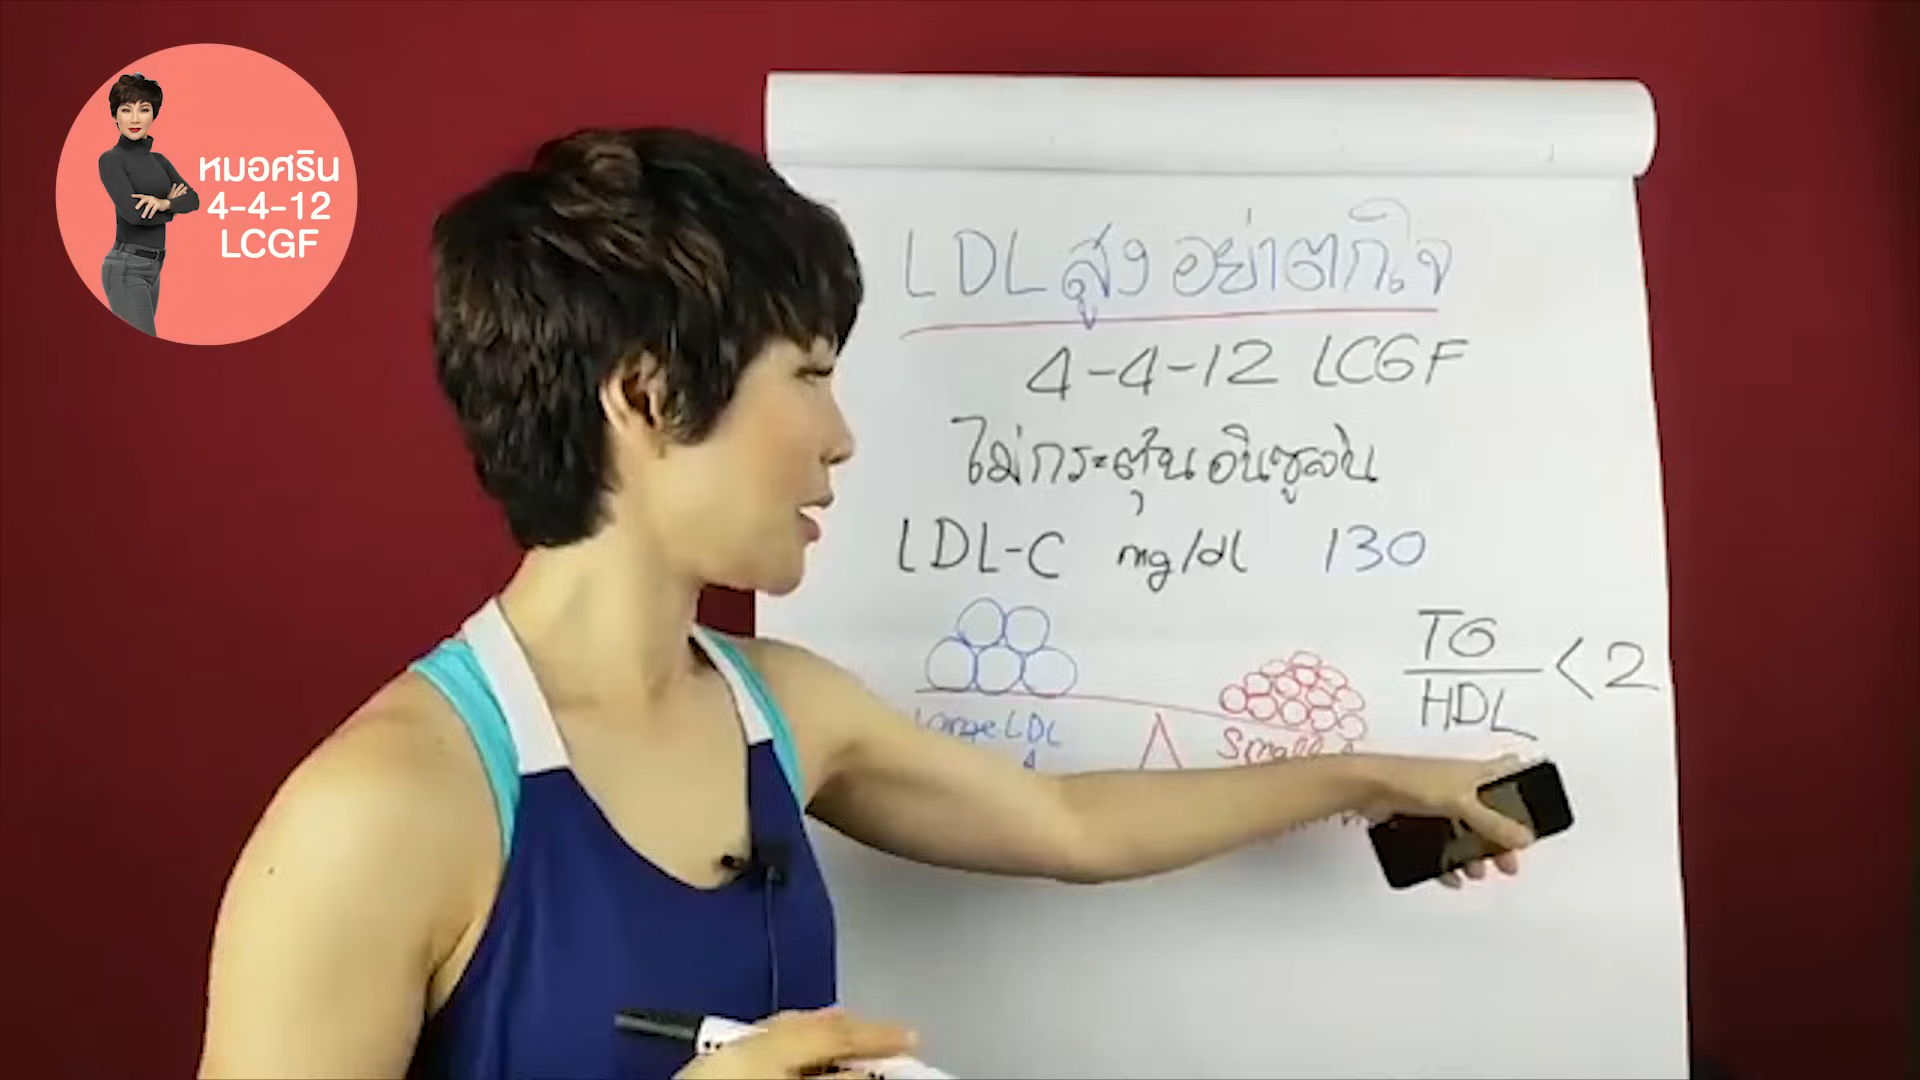 หมอศริน
4-4-12
LCGF
LDL สูง อย่าตกใจ
4-4-12 LCGF
ไม่กระตุ้นอินซูลิน
LDL-C mg/dl 130
TG
HDL <2
Large LDL
Small